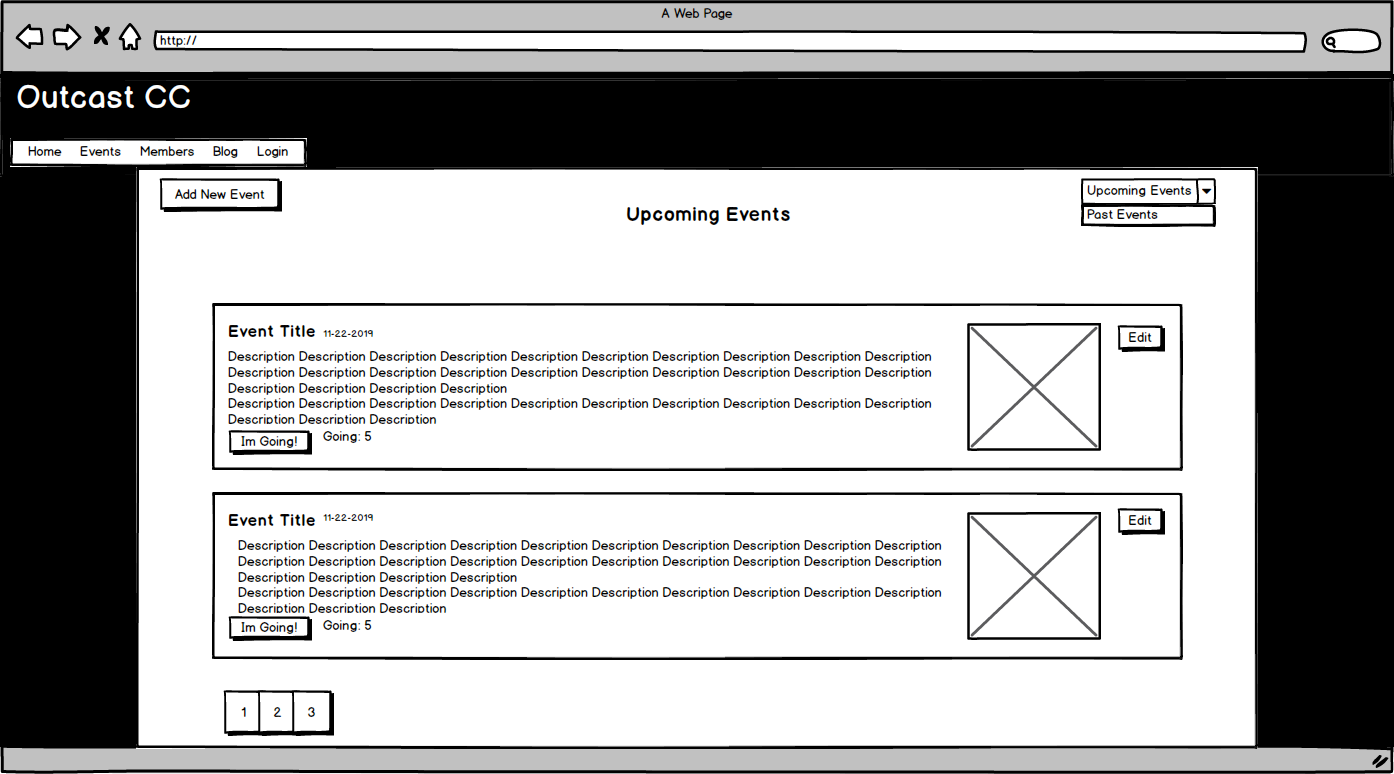 A Web Page
http://
Outcast CC
Home Events Members Blog Login
Add New Event
Upcoming Events
Past Events
Upcoming Events
Event Title 11-22-2019
Edit
Description Description Description Description Description Description Description Description Description Description
Description Description Description Description Description Description Description Description Description Description
Description Description Description Description
Description Description Description Description Description Description Description Description Description Description
Description Description Description
Im Going! Going: 5
Event Title 11-22-2019
Edit
Description Description Description Description Description Description Description Description Description Description
Description Description Description Description Description Description Description Description Description Description
Description Description Description Description
Description Description Description Description Description Description Description Description Description Description
Description Description Description
Im Going! Going: 5
1 2 3